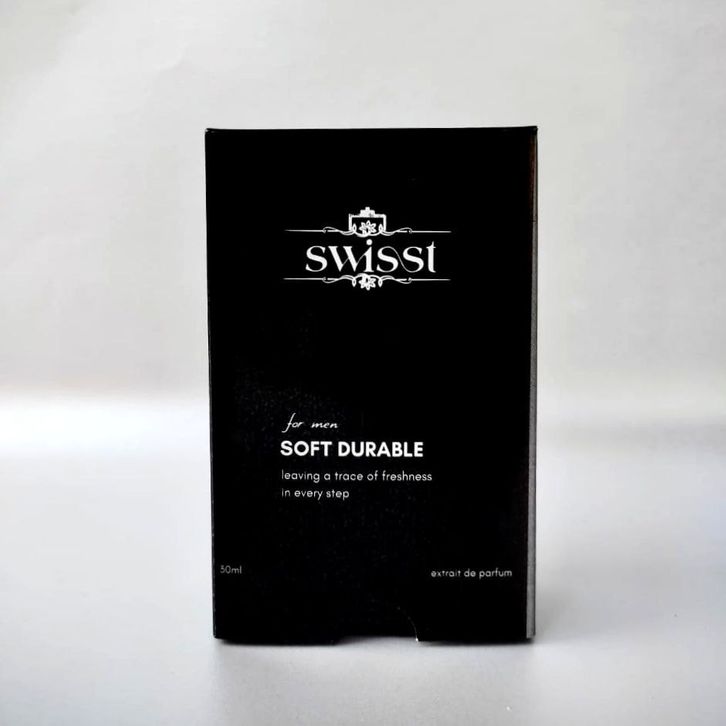 swisst
for men
SOFT DURABLE
leaving a trace of freshness
in every step
50ml
extrait de parfum